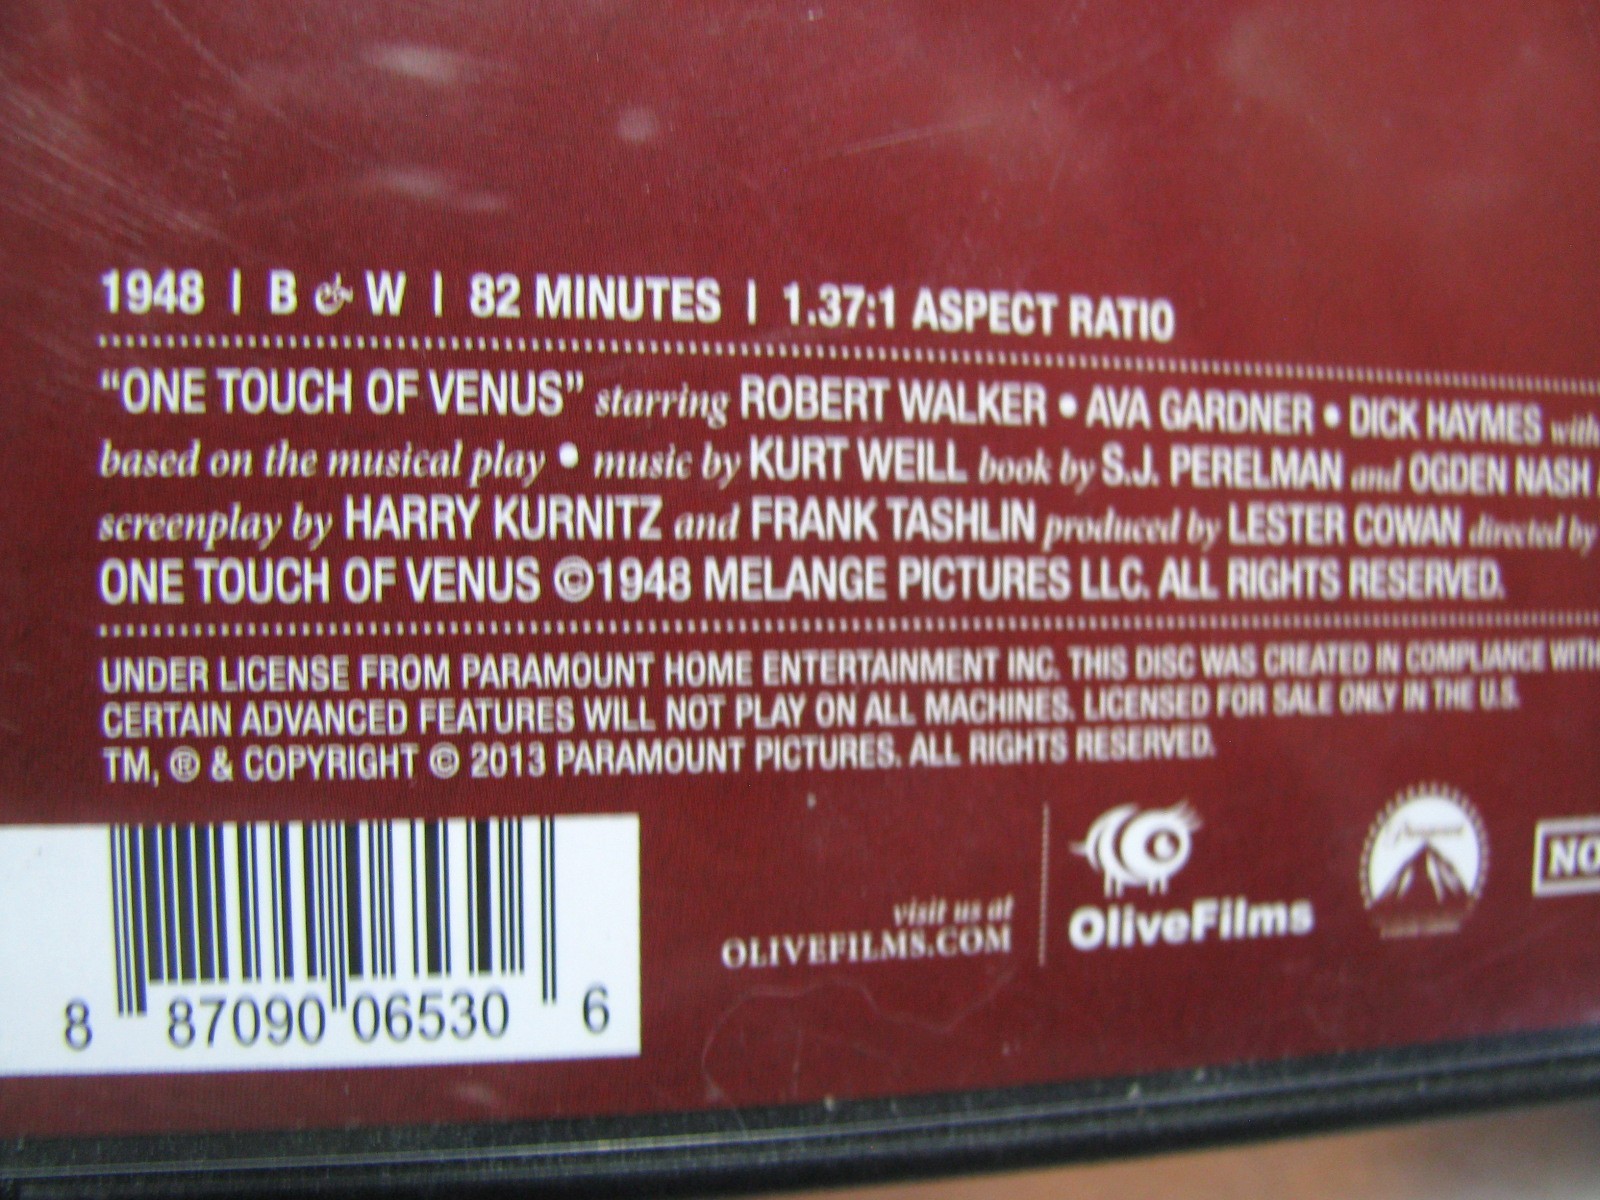 1948 | B & W | 82 MINUTES | 1.37:1 ASPECT RATIO
"ONE TOUCH OF VENUS" starring ROBERT WALKER • AVA GARDNER • DICK HAYMES with
based on the musical play • music by KURT WEILL book by S.J. PERELMAN and OGDEN NASH
screenplay by HARRY KURNITZ and FRANK TASHLIN produced by LESTER COWAN directed by
ONE TOUCH OF VENUS ©1948 MELANGE PICTURES LLC. ALL RIGHTS RESERVED.
UNDER LICENSE FROM PARAMOUNT HOME ENTERTAINMENT INC. THIS DISC WAS CREATED IN COMPLIANCE WITH
CERTAIN ADVANCED FEATURES WILL NOT PLAY ON ALL MACHINES. LICENSED FOR SALE ONLY IN THE U.S.
TM, ® & COPYRIGHT © 2013 PARAMOUNT PICTURES. ALL RIGHTS RESERVED.
visit us at
OLIVEFILMS.COM
OliveFilms
Paramount
NO
8 87090 06530 6